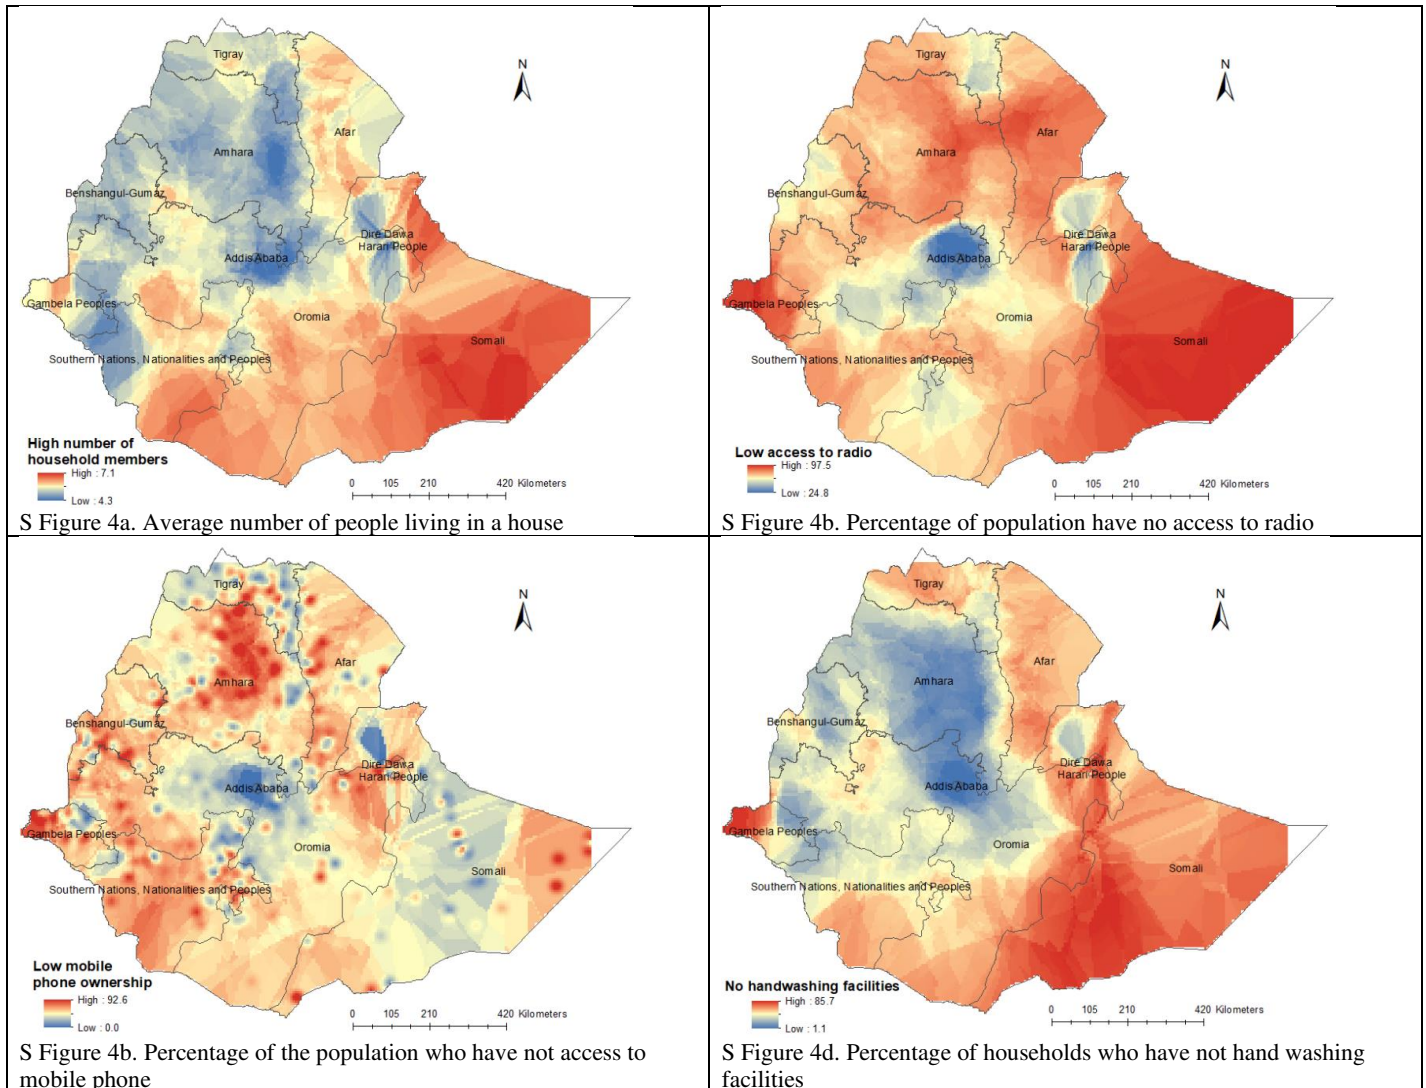 Tigray
N
Afar
Amhara
Benshangul-Gumaz
Dire Dawa
Harari People
Addis Ababa
Gambela Peoples
Oromia
Somali
Southern Nations, Nationalities and Peoples
High number of
household members
High : 7.1
Low : 4.3
0 105 210 420 Kilometers
S Figure 4a. Average number of people living in a house
Tigray
N
Afar
Amhara
Benshangul-Gumaz
Dire Dawa
Harari People
Addis Ababa
Gambela Peoples
Oromia
Somali
Southern Nations, Nationalities and Peoples
Low access to radio
High : 97.5
Low : 24.8
0 105 210 420 Kilometers
S Figure 4b. Percentage of population have no access to radio
Tigray
N
Afar
Amhara
Benshangul-Gumaz
Dire Dawa
Harari People
Addis Ababa
Gambela Peoples
Oromia
Somali
Southern Nations, Nationalities and Peoples
Low mobile
phone ownership
High : 92.6
Low : 0.0
0 105 210 420 Kilometers
S Figure 4b. Percentage of the population who have not access to
mobile phone
Tigray
N
Afar
Amhara
Benshangul-Gumaz
Dire Dawa
Harari People
Addis Ababa
Gambela Peoples
Oromia
Somali
Southern Nations, Nationalities and Peoples
No handwashing facilities
High : 85.7
Low : 1.1
0 105 210 420 Kilometers
S Figure 4d. Percentage of households who have not hand washing
facilities